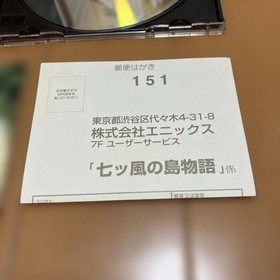 郵便はがき
151
東京都渋谷区代々木4-31-8
株式会社エニックス
7F ユーザーサービス
「七ツ風の島物語」係